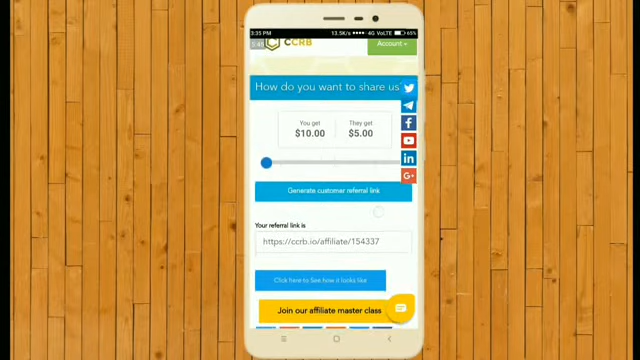 3:35 PM 13.5K/s 4G VoLTE 65%
5:41
CCRB
Account
How do you want to share us
You get They get
$10.00 $5.00
Generate customer referral link
Your referral link is
https://ccrb.io/affiliate/154337
Click here to See how it looks like
Join our affiliate master class